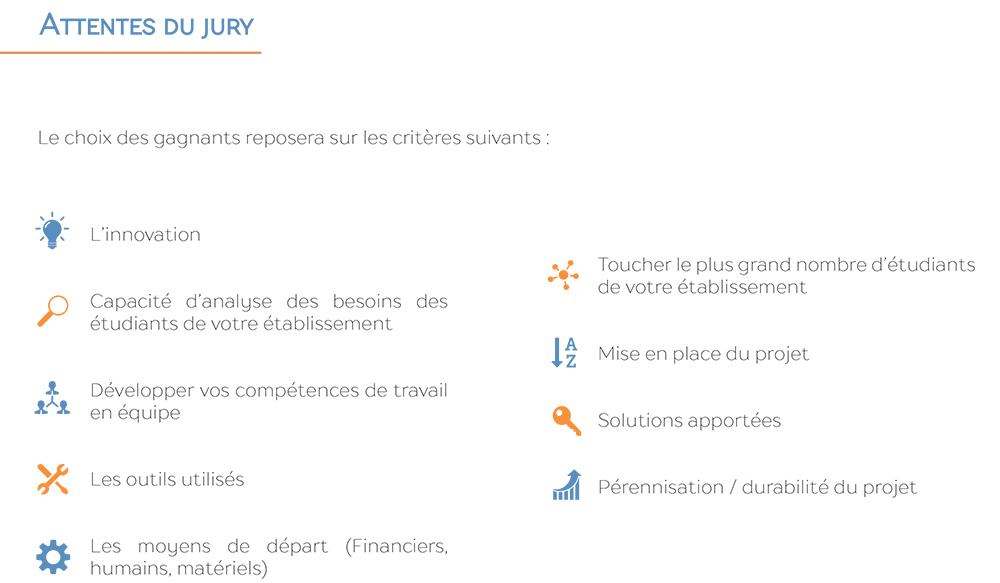 ATTENTES DU JURY
Le choix des gagnants reposera sur les critères suivants :
L'innovation
Capacité d'analyse des besoins des
étudiants de votre établissement
Développer vos compétences de travail
en équipe
Les outils utilisés
Les moyens de départ (Financiers,
humains, matériels)
Toucher le plus grand nombre d'étudiants
de votre établissement
A
Z
Mise en place du projet
Solutions apportées
Pérennisation / durabilité du projet